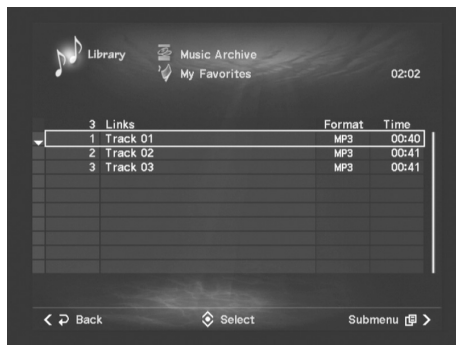 Library Music Archive
My Favorites 02:02
3 Links Format Time
1 Track 01 MP3 00:40
2 Track 02 MP3 00:41
3 Track 03 MP3 00:41
Back Select Submenu